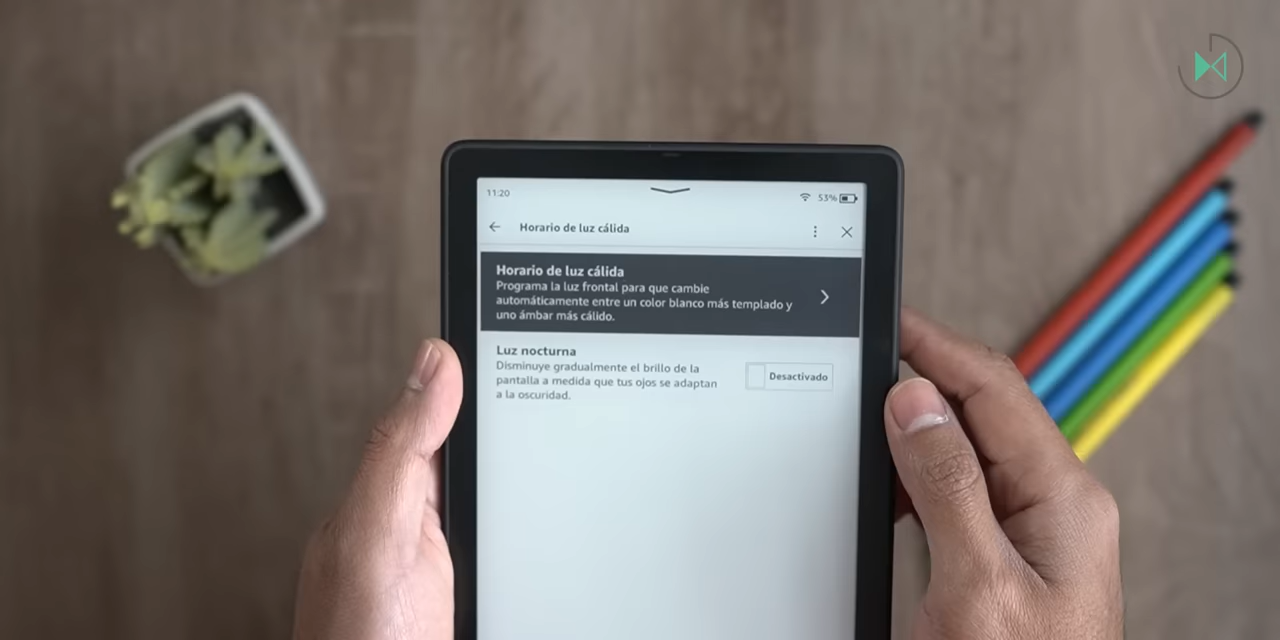 11:20
53%
Horario de luz cálida
Horario de luz cálida
Programa la luz frontal para que cambie
automáticamente entre un color blanco más templado y
uno ámbar más cálido.
Luz nocturna
Disminuye gradualmente el brillo de la
pantalla a medida que tus ojos se adaptan
a la oscuridad.
Desactivado